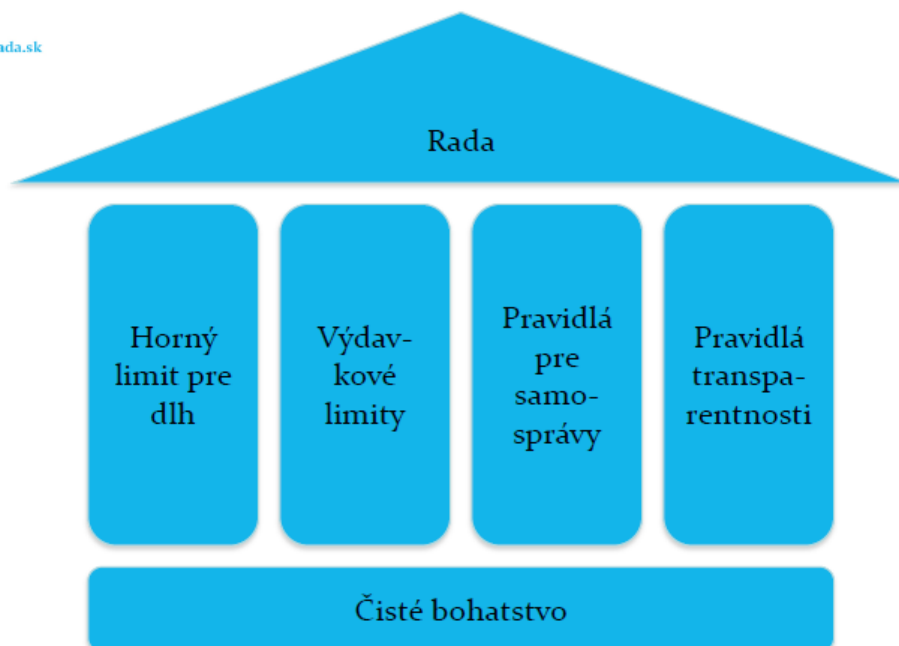 ada.sk
Rada
Horný
limit pre
dlh
Výdav-
kové
limity
Pravidlá
pre
samo-
správy
Pravidlá
transpa-
rentnosti
Čisté bohatstvo